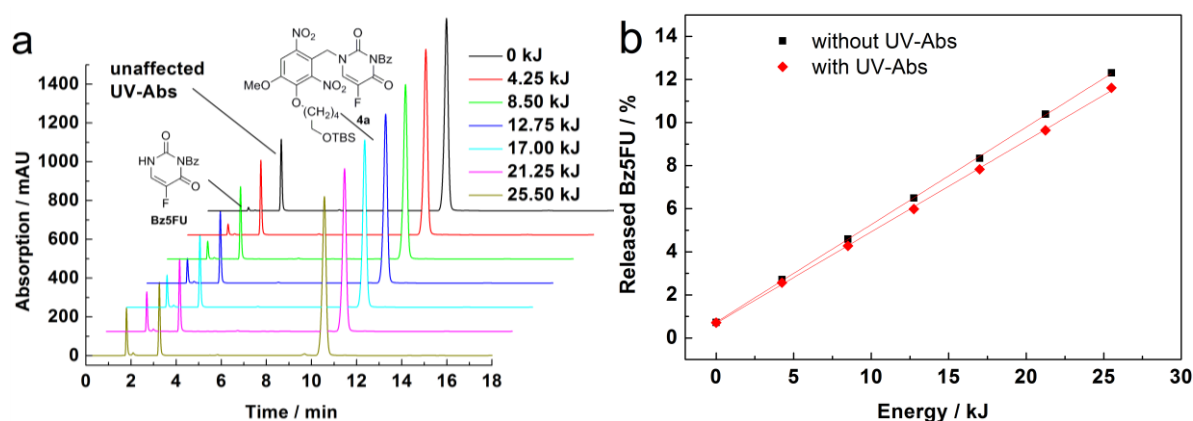 a
unaffected
UV-Abs
NO₂
MeO
O
NO₂
O
N
N-Bz
O
F
(CH₂)₄
4a
OTBS
O
HN
N-Bz
O
F
Bz5FU
0 kJ
4.25 kJ
8.50 kJ
12.75 kJ
17.00 kJ
21.25 kJ
25.50 kJ
Absorption / mAU
1400
1200
1000
800
600
400
200
0
0 2 4 6 8 10 12 14 16 18
Time / min
b
without UV-Abs
with UV-Abs
Released Bz5FU / %
14
12
10
8
6
4
2
0
0 5 10 15 20 25 30
Energy / kJ